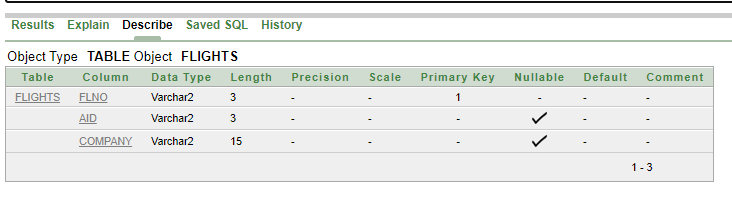 Results Explain Describe Saved SQL History
Object Type TABLE Object FLIGHTS
Table Column Data Type Length Precision Scale Primary Key Nullable Default Comment
FLIGHTS FLNO Varchar2 3 - - 1 - - -
AID Varchar2 3 - - - ✓ - -
COMPANY Varchar2 15 - - - ✓ - -
1 - 3